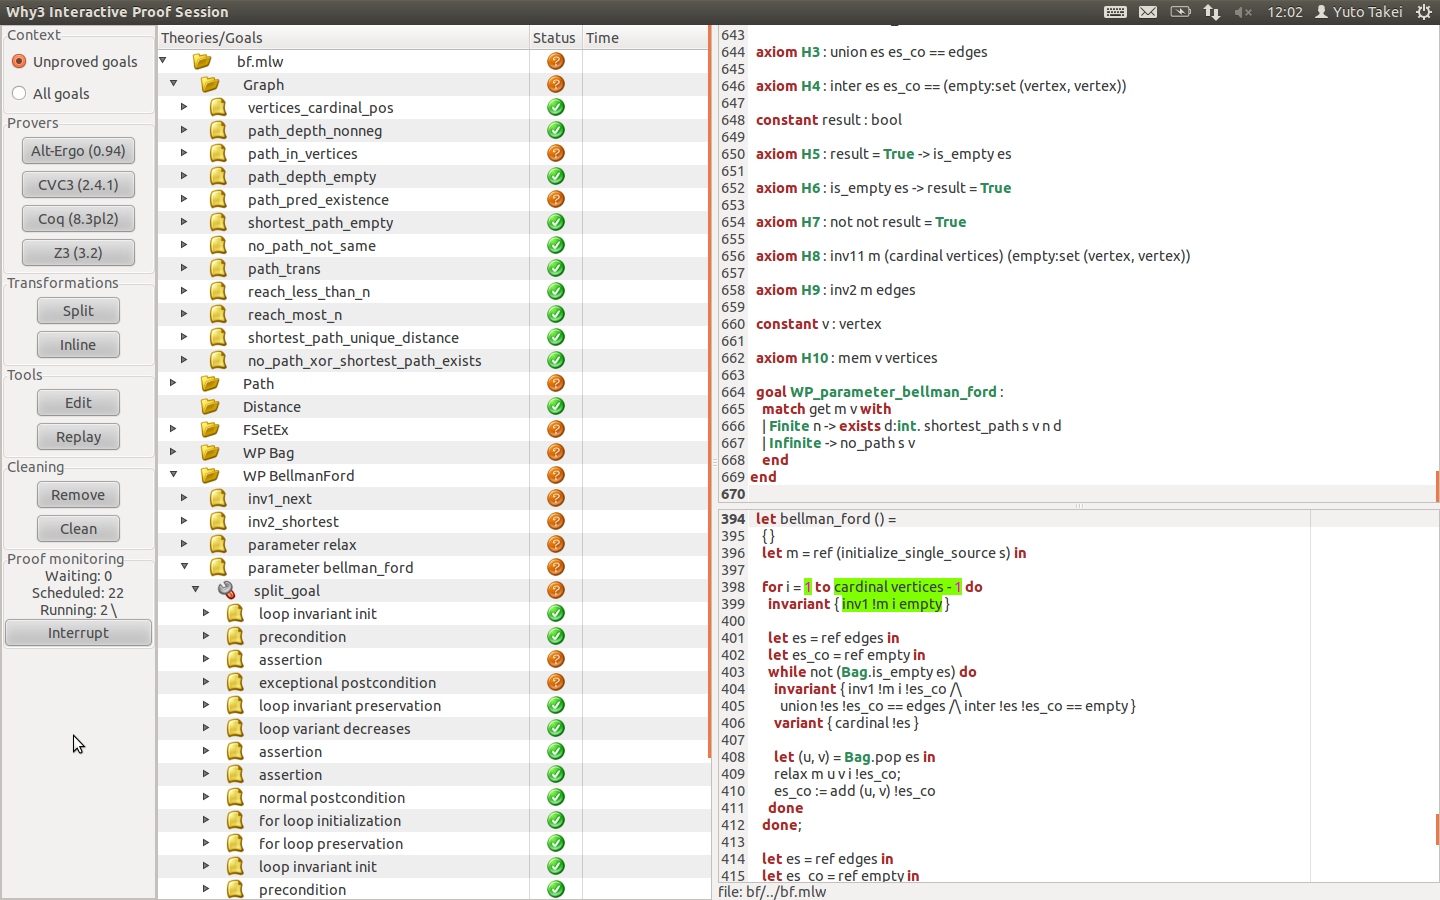 Why3 Interactive Proof Session
12:02
Yuto Takei
Context
Unproved goals
All goals
Provers
Alt-Ergo (0.94)
CVC3 (2.4.1)
Coq (8.3pl2)
Z3 (3.2)
Transformations
Split
Inline
Tools
Edit
Replay
Cleaning
Remove
Clean
Proof monitoring
Waiting: 0
Scheduled: 22
Running: 2 \
Interrupt
Theories/Goals Status Time
bf.mlw
Graph
vertices_cardinal_pos
path_depth_nonneg
path_in_vertices
path_depth_empty
path_pred_existence
shortest_path_empty
no_path_not_same
path_trans
reach_less_than_n
reach_most_n
shortest_path_unique_distance
no_path_xor_shortest_path_exists
Path
Distance
FSetEx
WP Bag
WP BellmanFord
inv1_next
inv2_shortest
parameter relax
parameter bellman_ford
split_goal
loop invariant init
precondition
assertion
exceptional postcondition
loop invariant preservation
loop variant decreases
assertion
assertion
normal postcondition
for loop initialization
for loop preservation
loop invariant init
precondition
643
644 axiom H3 : union es es_co == edges
645
646 axiom H4 : inter es es_co == (empty:set (vertex, vertex))
647
648 constant result : bool
649
650 axiom H5 : result = True -> is_empty es
651
652 axiom H6 : is_empty es -> result = True
653
654 axiom H7 : not not result = True
655
656 axiom H8 : inv11 m (cardinal vertices) (empty:set (vertex, vertex))
657
658 axiom H9 : inv2 m edges
659
660 constant v : vertex
661
662 axiom H10 : mem v vertices
663
664 goal WP_parameter_bellman_ford :
665 match get m v with
666 | Finite n -> exists d:int. shortest_path s v n d
667 | Infinite -> no_path s v
668 end
669 end
670
394 let bellman_ford () =
395 {}
396 let m = ref (initialize_single_source s) in
397
398 for i = 1 to cardinal vertices - 1 do
399 invariant { inv1 !m i empty }
400
401 let es = ref edges in
402 let es_co = ref empty in
403 while not (Bag.is_empty es) do
404 invariant { inv1 !m i !es_co /\
405 union !es !es_co == edges /\ inter !es !es_co == empty }
406 variant { cardinal !es }
407
408 let (u, v) = Bag.pop es in
409 relax m u v i !es_co;
410 es_co := add (u, v) !es_co
411 done
412 done;
413
414 let es = ref edges in
415 let es_co = ref empty in
file: bf/../bf.mlw